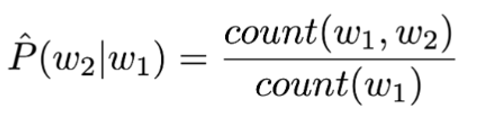 P̂(w₂|w₁) = count(w₁, w₂) / count(w₁)